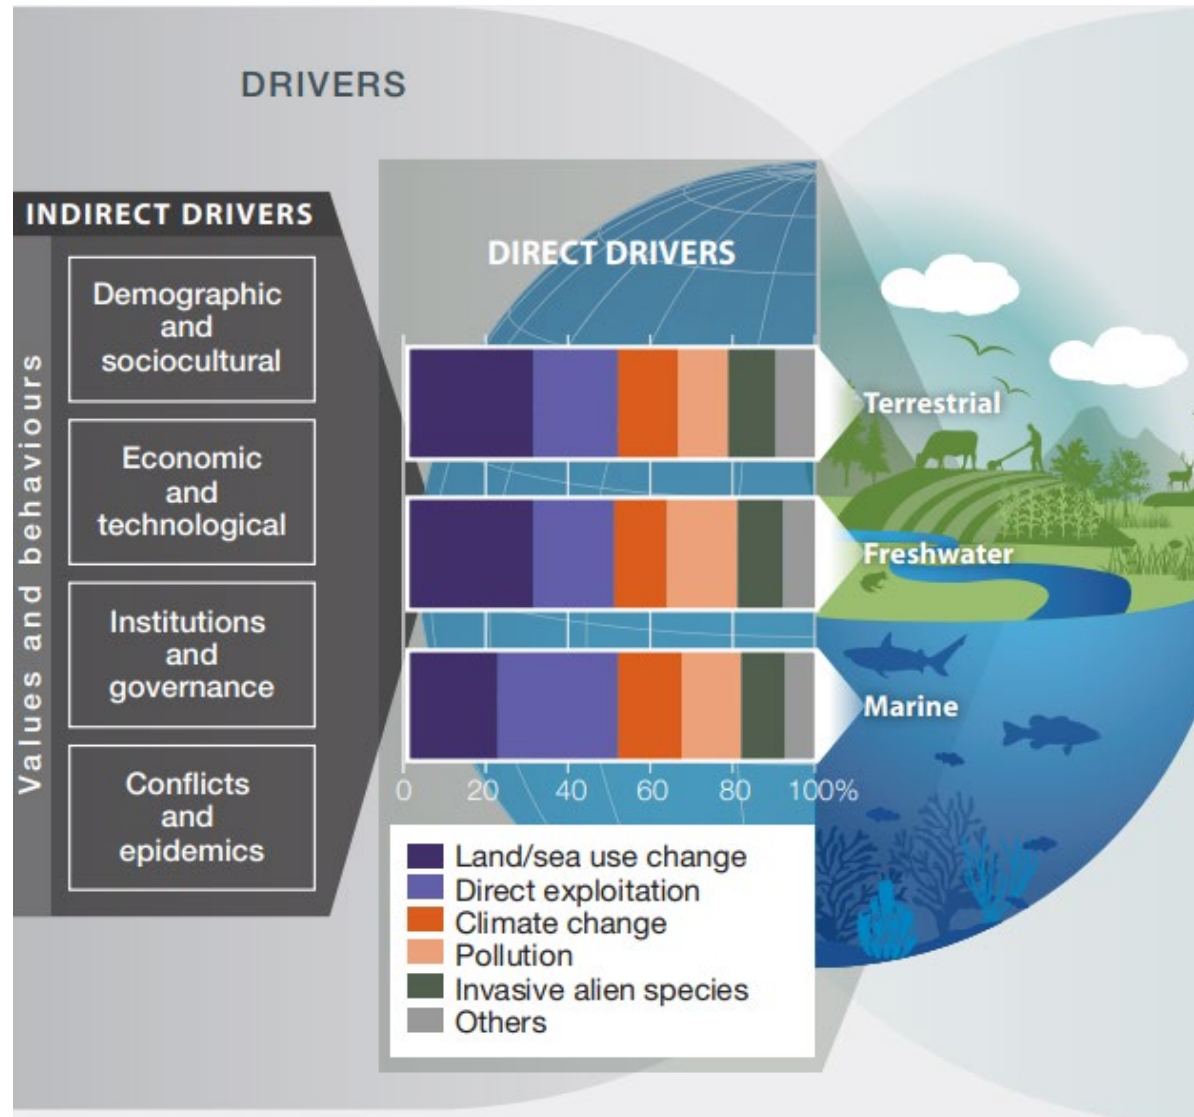 DRIVERS
INDIRECT DRIVERS
Values and behaviours
Demographic
and
sociocultural
Economic
and
technological
Institutions
and
governance
Conflicts
and
epidemics
DIRECT DRIVERS
Terrestrial
Freshwater
Marine
0 20 40 60 80 100%
Land/sea use change
Direct exploitation
Climate change
Pollution
Invasive alien species
Others